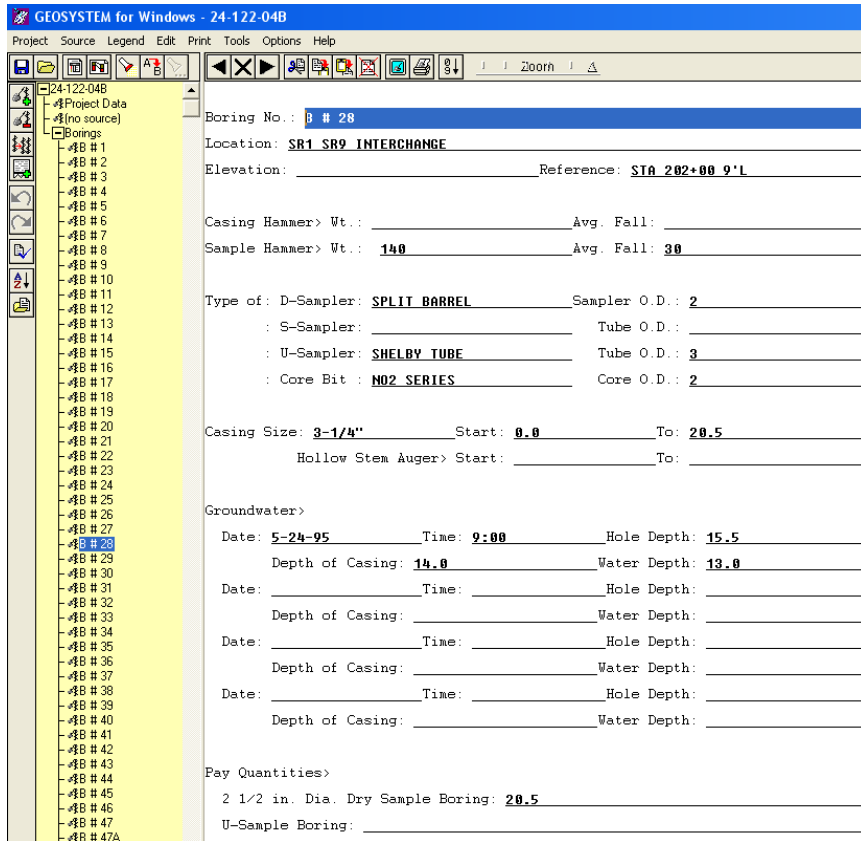 GEOSYSTEM for Windows - 24-122-04B
Project Source Legend Edit Print Tools Options Help
Zoom
24-122-04B
Project Data
(no source)
Borings
B # 1
B # 2
B # 3
B # 4
B # 5
B # 6
B # 7
B # 8
B # 9
B # 10
B # 11
B # 12
B # 13
B # 14
B # 15
B # 16
B # 17
B # 18
B # 19
B # 20
B # 21
B # 22
B # 23
B # 24
B # 25
B # 26
B # 27
B # 28
B # 29
B # 30
B # 31
B # 32
B # 33
B # 34
B # 35
B # 36
B # 37
B # 38
B # 39
B # 40
B # 41
B # 42
B # 43
B # 44
B # 45
B # 46
B # 47
B # 47A
Boring No.: B # 28
Location: SR1 SR9 INTERCHANGE
Elevation: Reference: STA 202+00 9'L
Casing Hammer> Wt.: Avg. Fall:
Sample Hammer> Wt.: 140 Avg. Fall: 30
Type of: D-Sampler: SPLIT BARREL Sampler O.D.: 2
: S-Sampler: Tube O.D.:
: U-Sampler: SHELBY TUBE Tube O.D.: 3
: Core Bit : NO2 SERIES Core O.D.: 2
Casing Size: 3-1/4" Start: 0.0 To: 20.5
Hollow Stem Auger> Start: To:
Groundwater>
Date: 5-24-95 Time: 9:00 Hole Depth: 15.5
Depth of Casing: 14.0 Water Depth: 13.0
Date: Time: Hole Depth:
Depth of Casing: Water Depth:
Date: Time: Hole Depth:
Depth of Casing: Water Depth:
Date: Time: Hole Depth:
Depth of Casing: Water Depth:
Pay Quantities>
2 1/2 in. Dia. Dry Sample Boring: 20.5
U-Sample Boring: